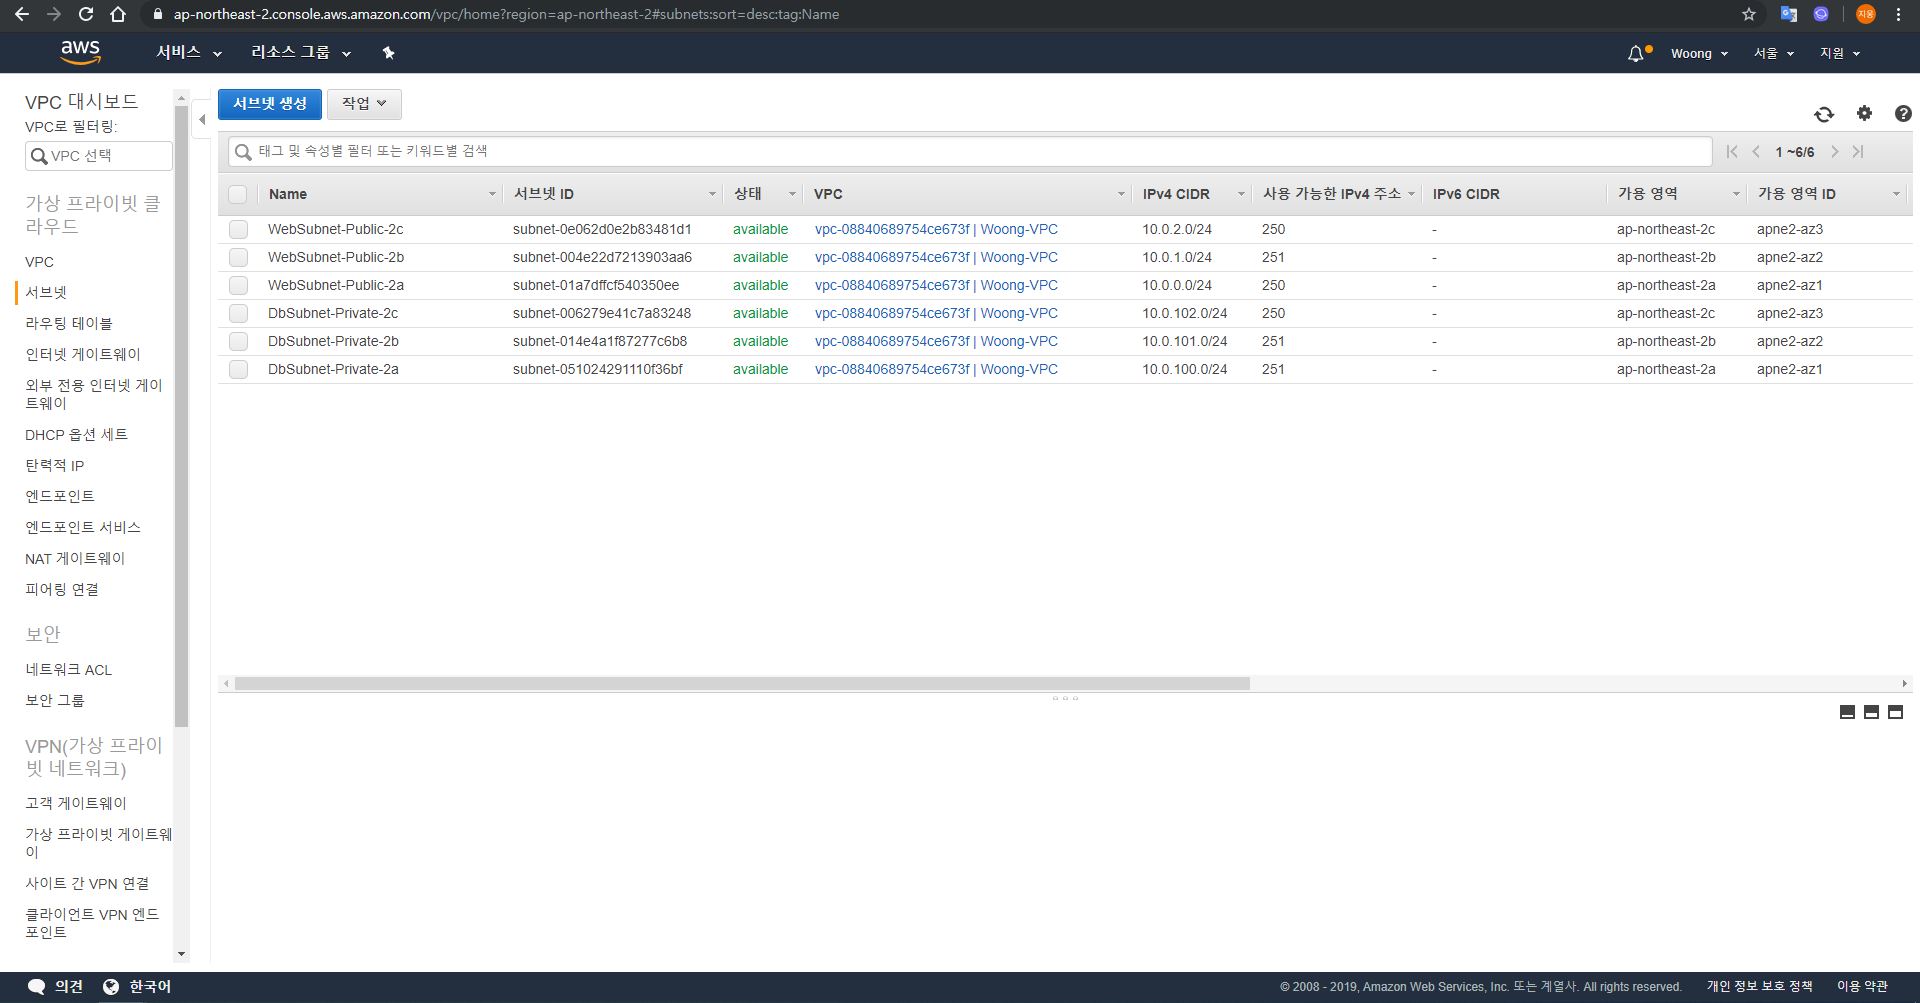 ap-northeast-2.console.aws.amazon.com/vpc/home?region=ap-northeast-2#subnets:sort=desc:tag:Name
지웅
aws 서비스 리소스 그룹 Woong 서울 지원
VPC 대시보드
VPC로 필터링:
VPC 선택
가상 프라이빗 클
라우드
VPC
서브넷
라우팅 테이블
인터넷 게이트웨이
외부 전용 인터넷 게이
트웨이
DHCP 옵션 세트
탄력적 IP
엔드포인트
엔드포인트 서비스
NAT 게이트웨이
피어링 연결
보안
네트워크 ACL
보안 그룹
VPN(가상 프라이
빗 네트워크)
고객 게이트웨이
가상 프라이빗 게이트웨
이
사이트 간 VPN 연결
클라이언트 VPN 엔드
포인트
서브넷 생성 작업
태그 및 속성별 필터 또는 키워드별 검색 1 ~6/6
Name 서브넷 ID 상태 VPC IPv4 CIDR 사용 가능한 IPv4 주소 IPv6 CIDR 가용 영역 가용 영역 ID
WebSubnet-Public-2c subnet-0e062d0e2b83481d1 available vpc-08840689754ce673f | Woong-VPC 10.0.2.0/24 250 - ap-northeast-2c apne2-az3
WebSubnet-Public-2b subnet-004e22d7213903aa6 available vpc-08840689754ce673f | Woong-VPC 10.0.1.0/24 251 - ap-northeast-2b apne2-az2
WebSubnet-Public-2a subnet-01a7dffcf540350ee available vpc-08840689754ce673f | Woong-VPC 10.0.0.0/24 250 - ap-northeast-2a apne2-az1
DbSubnet-Private-2c subnet-006279e41c7a83248 available vpc-08840689754ce673f | Woong-VPC 10.0.102.0/24 250 - ap-northeast-2c apne2-az3
DbSubnet-Private-2b subnet-014e4a1f87277c6b8 available vpc-08840689754ce673f | Woong-VPC 10.0.101.0/24 251 - ap-northeast-2b apne2-az2
DbSubnet-Private-2a subnet-051024291110f36bf available vpc-08840689754ce673f | Woong-VPC 10.0.100.0/24 251 - ap-northeast-2a apne2-az1
의견 한국어 © 2008 - 2019, Amazon Web Services, Inc. 또는 계열사. All rights reserved. 개인 정보 보호 정책 이용 약관